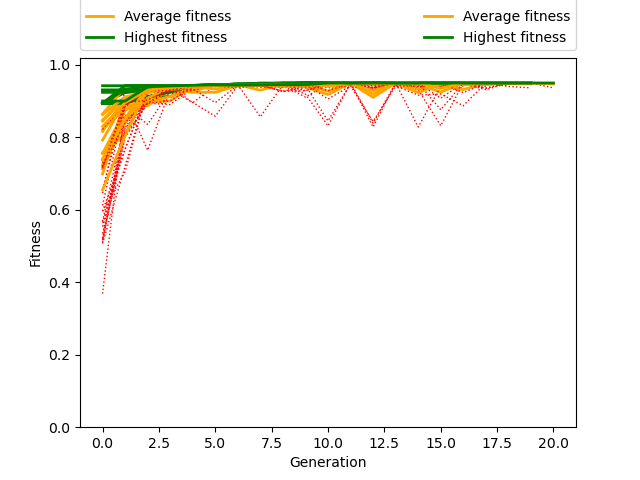 Average fitness Average fitness
Highest fitness Highest fitness
1.0
0.8
0.6
0.4
0.2
0.0
Fitness
0.0 2.5 5.0 7.5 10.0 12.5 15.0 17.5 20.0
Generation